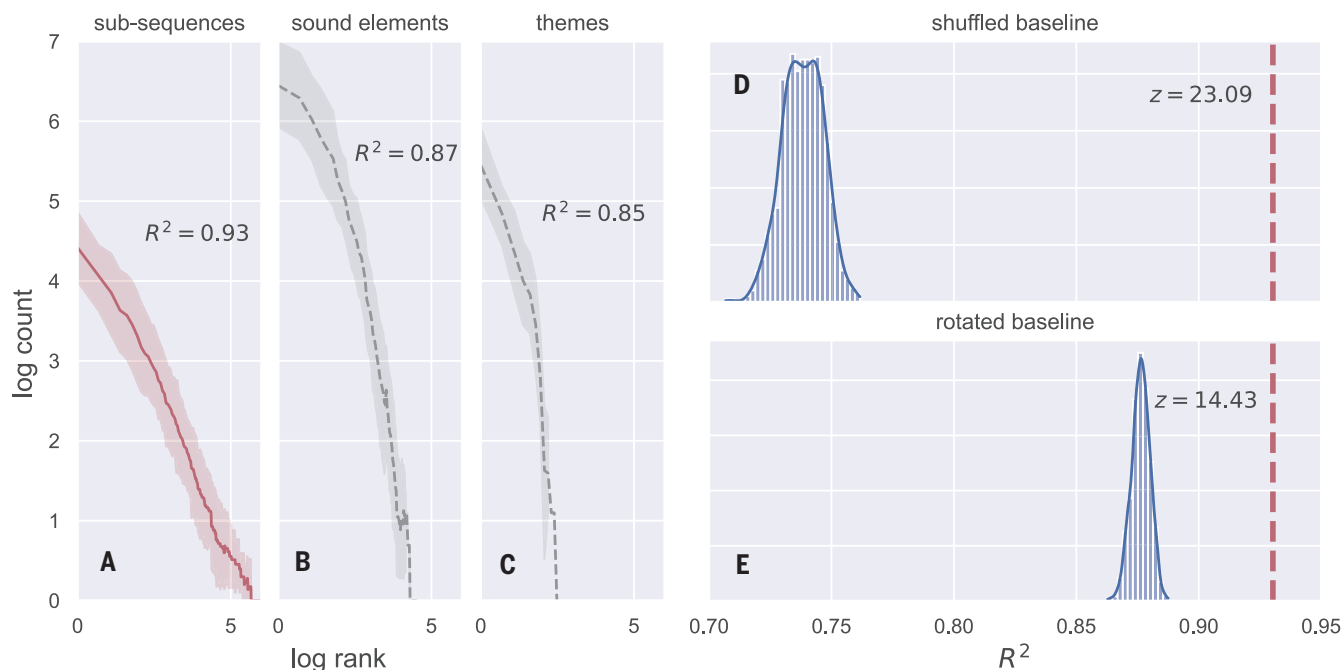 sub-sequences sound elements themes shuffled baseline
7
6
5
4
3
2
1
0
log count
R² = 0.93
R² = 0.87
R² = 0.85
A
B
C
0 5 0 5 0 5
log rank
D
z = 23.09
rotated baseline
z = 14.43
E
0.70 0.75 0.80 0.85 0.90 0.95
R²